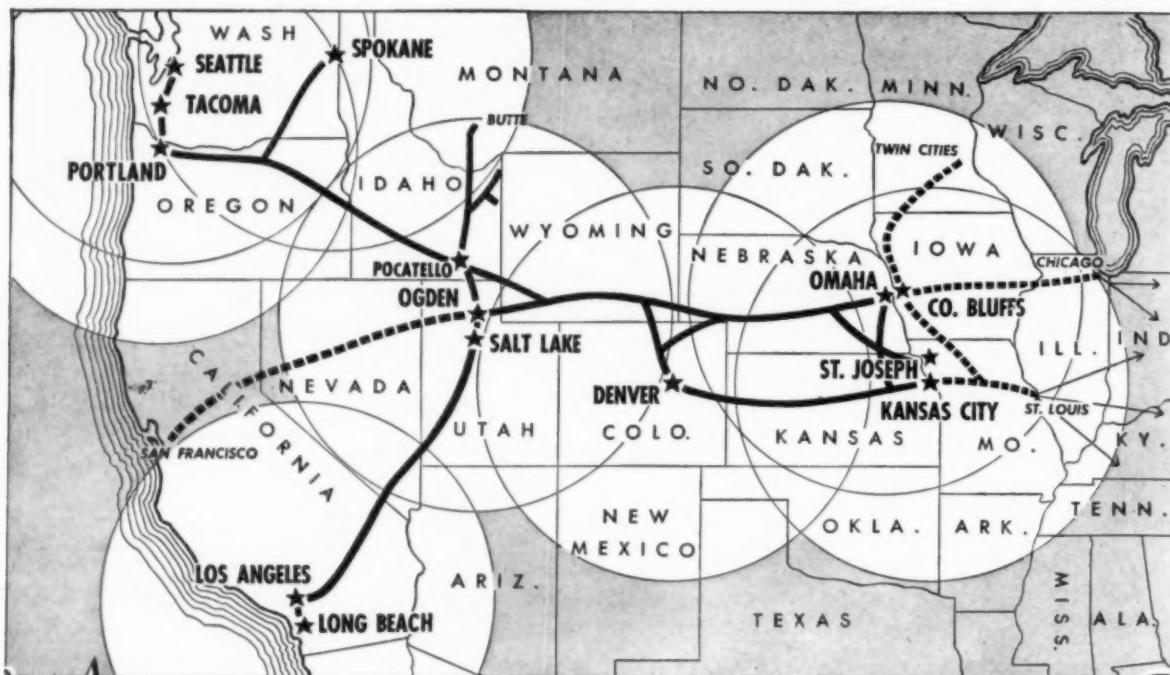 WASH
SPOKANE
SEATTLE
MONTANA
TACOMA
NO. DAK.
MINN.
BUTTE
WISC.
PORTLAND
TWIN CITIES
SO. DAK.
IDAHO
OREGON
WYOMING
IOWA
NEBRASKA
POCATELLO
CHICAGO
OMAHA
OGDEN
CO. BLUFFS
SALT LAKE
ILL.
IND
CALIFORNIA
ST. JOSEPH
NEVADA
DENVER
KANSAS CITY
ST. LOUIS
UTAH
COLO.
KANSAS
MO.
KY.
SAN FRANCISCO
NEW
MEXICO
OKLA.
ARK.
TENN.
LOS ANGELES
ARIZ.
LONG BEACH
TEXAS
MISS.
ALA.